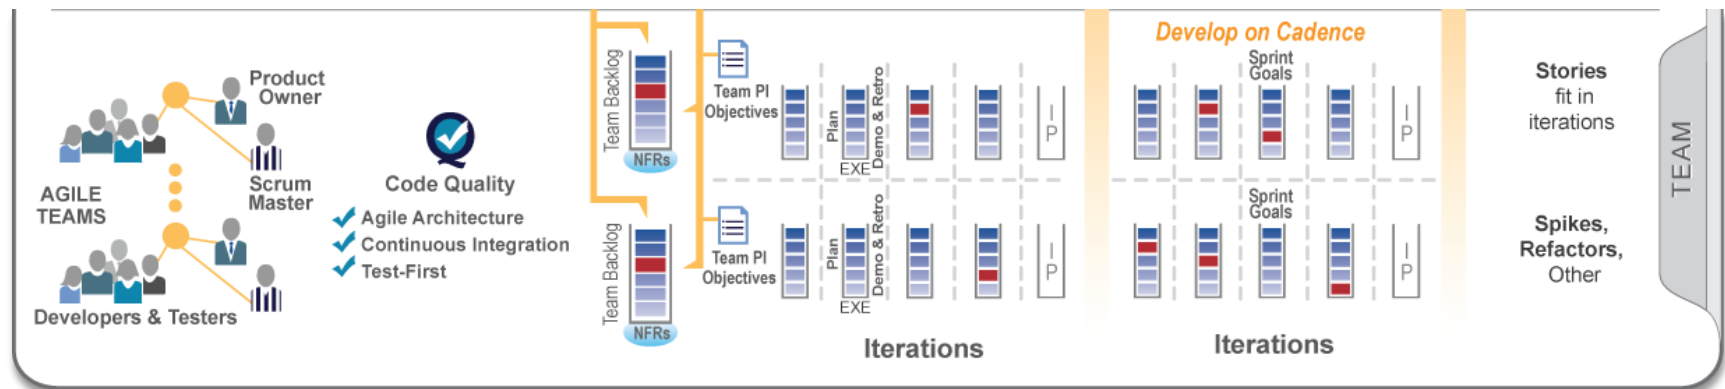 Product
Owner
Scrum
Master
AGILE
TEAMS
Developers & Testers
Code Quality
Agile Architecture
Continuous Integration
Test-First
Team Backlog
NFRs
Team PI
Objectives
Plan
EXE
Demo & Retro
I
P
Team Backlog
NFRs
Team PI
Objectives
Plan
EXE
Demo & Retro
I
P
Iterations
Develop on Cadence
Sprint
Goals
I
P
Sprint
Goals
I
P
Iterations
Stories
fit in
iterations
Spikes,
Refactors,
Other
TEAM